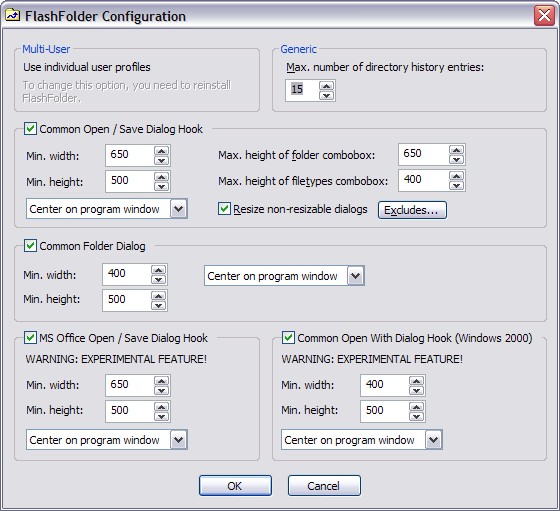 FlashFolder Configuration
Multi-User
Use individual user profiles
To change this option, you need to reinstall
FlashFolder.
Generic
Max. number of directory history entries:
15
Common Open / Save Dialog Hook
Min. width: 650
Max. height of folder combobox: 650
Min. height: 500
Max. height of filetypes combobox: 400
Center on program window
Resize non-resizable dialogs
Excludes...
Common Folder Dialog
Min. width: 400
Center on program window
Min. height: 500
MS Office Open / Save Dialog Hook
WARNING: EXPERIMENTAL FEATURE!
Min. width: 650
Min. height: 500
Center on program window
Common Open With Dialog Hook (Windows 2000)
WARNING: EXPERIMENTAL FEATURE!
Min. width: 400
Min. height: 500
Center on program window
OK
Cancel